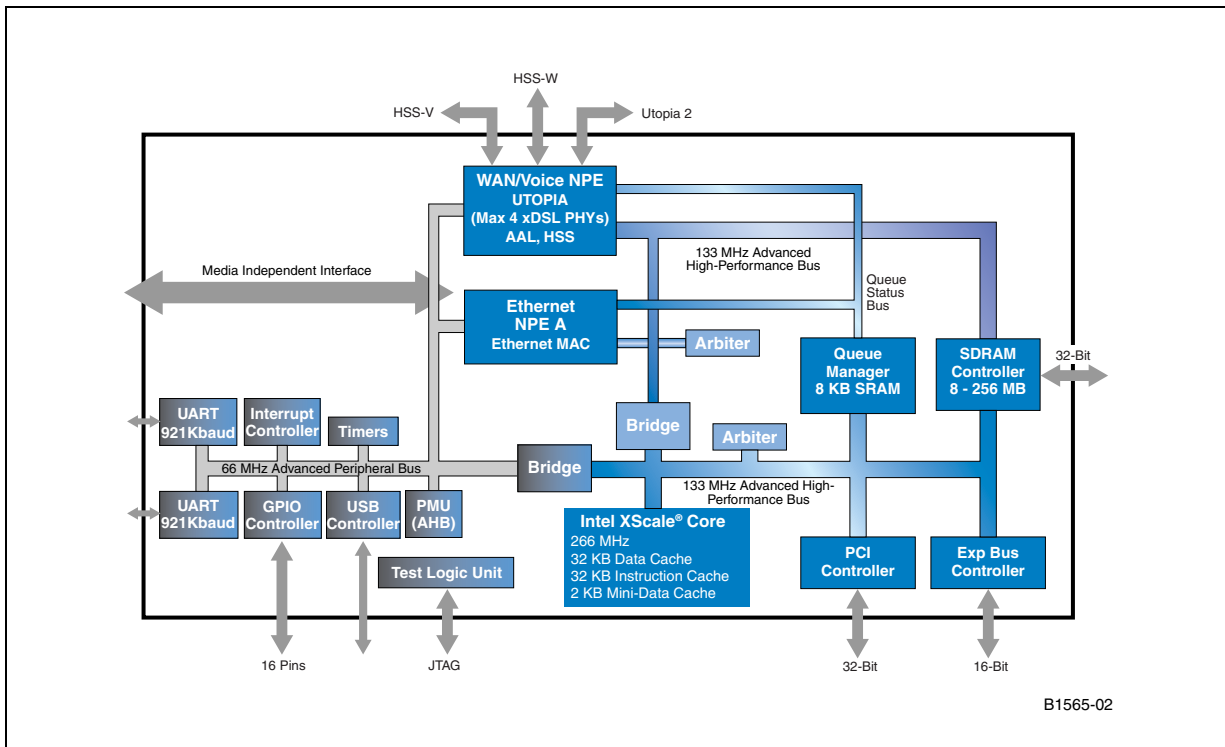 HSS-W
HSS-V
Utopia 2
WAN/Voice NPE
UTOPIA
(Max 4 xDSL PHYs)
AAL, HSS
133 MHz Advanced
High-Performance Bus
Media Independent Interface
Queue
Status
Bus
Ethernet
NPE A
Ethernet MAC
Arbiter
Queue
Manager
8 KB SRAM
SDRAM
Controller
8 - 256 MB
32-Bit
UART
921Kbaud
Interrupt
Controller
Timers
Bridge
Arbiter
66 MHz Advanced Peripheral Bus
Bridge
133 MHz Advanced High-
Performance Bus
UART
921Kbaud
GPIO
Controller
USB
Controller
PMU
(AHB)
Intel XScale® Core
266 MHz
32 KB Data Cache
32 KB Instruction Cache
2 KB Mini-Data Cache
PCI
Controller
Exp Bus
Controller
Test Logic Unit
16 Pins
JTAG
32-Bit
16-Bit
B1565-02